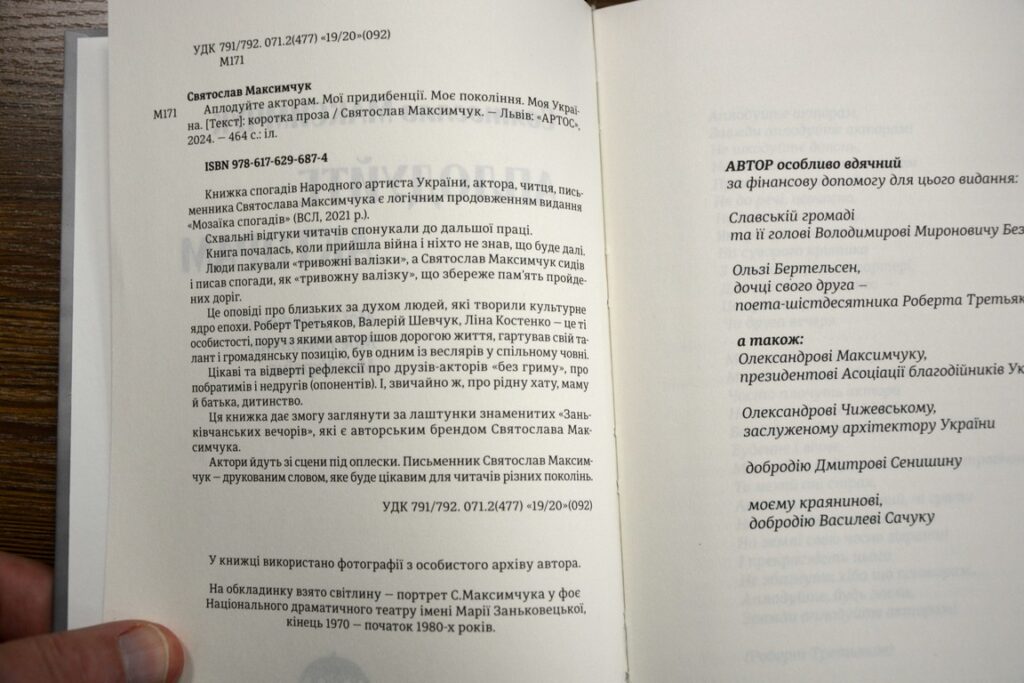 УДК 791/792. 071.2(477) «19/20»(092)
М171
Святослав Максимчук
М171 Аплодуйте акторам. Мої придибенції. Моє покоління. Моя Украї-
на. [Текст]: коротка проза / Святослав Максимчук. – Львів: «АРТОС»,
2024. – 464 с.: іл.
ISBN 978-617-629-687-4
Книжка спогадів Народного артиста України, актора, читця, пись-
менника Святослава Максимчука є логічним продовженням видання
«Мозаїка спогадів» (ВСЛ, 2021 р.).
Схвальні відгуки читачів спонукали до дальшої праці.
Книга почалась, коли прийшла війна і ніхто не знав, що буде далі.
Люди пакували «тривожні валізки», а Святослав Максимчук сидів
і писав спогади, як «тривожну валізку», що збереже пам’ять пройде-
них доріг.
Це оповіді про близьких за духом людей, які творили культурне
ядро епохи. Роберт Третьяков, Валерій Шевчук, Ліна Костенко – це ті
особистості, поруч з якими автор ішов дорогою життя, гартував свій та-
лант і громадянську позицію, був одним із веслярів у спільному човні.
Цікаві та відверті рефлексії про друзів-акторів «без гриму», про
побратимів і недругів (опонентів). І, звичайно ж, про рідну хату, маму
й батька, дитинство.
Ця книжка дає змогу заглянути за лаштунки знаменитих «Зань-
ківчанських вечорів», які є авторським брендом Святослава Мак-
симчука.
Актори йдуть зі сцени під оплески. Письменник Святослав Максим-
чук – друкованим словом, яке буде цікавим для читачів різних поколінь.
УДК 791/792. 071.2(477) «19/20»(092)
У книжці використано фотографії з особистого архіву автора.
На обкладинку взято світлину – портрет С.Максимчука у фоє
Національного драматичного театру імені Марії Заньковецької,
кінець 1970 – початок 1980-х років.
АВТОР особливо вдячний
за фінансову допомогу для цього видання:
Славській громаді
та її голові Володимирові Мироновичу Без
Ользі Бертельсен,
дочці свого друга –
поета-шістдесятника Роберта Третьяк
а також:
Олександрові Максимчуку,
президентові Асоціації благодійників Ук
Олександрові Чижевському,
заслуженому архітектору України
добродію Дмитрові Сенишину
моєму краянинові,
добродію Василеві Сачуку